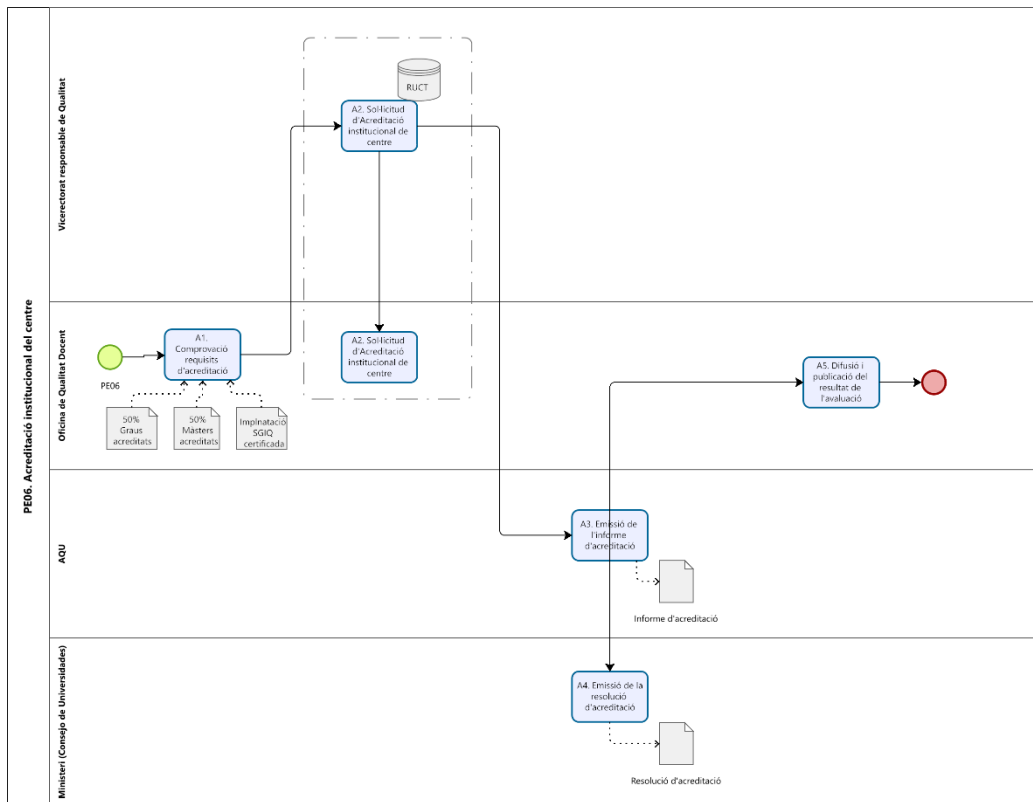 PE06. Acreditació institucional del centre
Vicerectorat responsable de Qualitat
RUCT
A2. Sol·licitud
d'Acreditació
institucional de
centre
Oficina de Qualitat Docent
PE06
A1.
Comprovació
requisits
d'acreditació
50%
Graus
acreditats
50%
Màsters
acreditats
Implnatació
SGIQ
certificada
A2. Sol·licitud
d'Acreditació
institucional de
centre
A5. Difusió i
publicació del
resultat de
l'avaluació
AQU
A3. Emissió de
l'informe
d'acreditació
Informe d'acreditació
Ministeri (Consejo de Universidades)
A4. Emissió de la
resolució
d'acreditació
Resolució d'acreditació